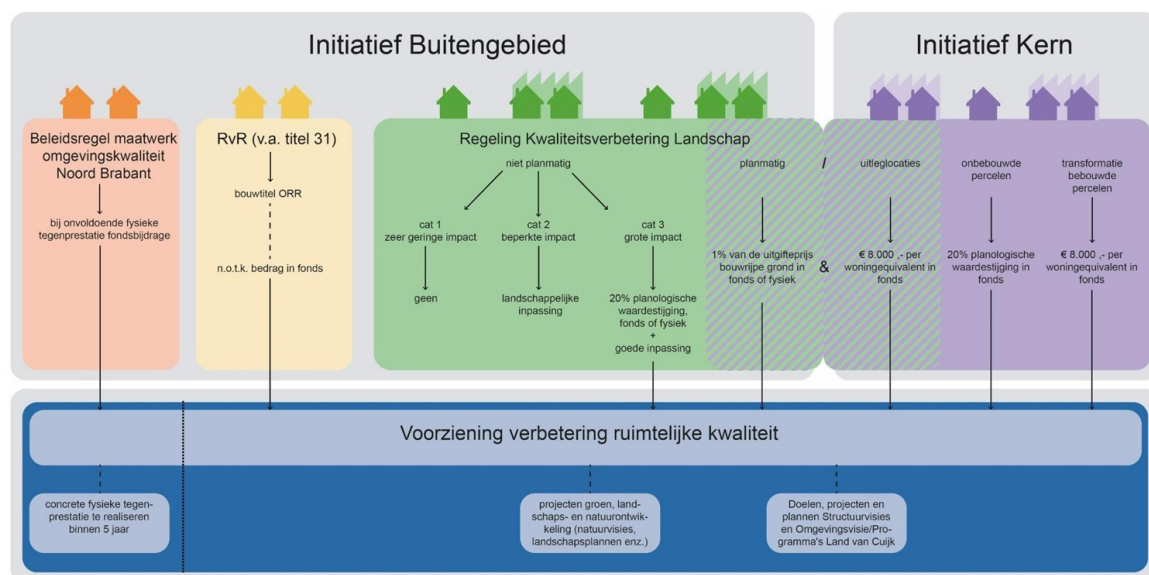 Initiatief Buitengebied
Initiatief Kern
Beleidsregel maatwerk
omgevingskwaliteit
Noord Brabant
bij onvoldoende fysieke
tegenprestatie fondsbijdrage
RvR (v.a. titel 31)
bouwtitel ORR
n.o.t.k. bedrag in fonds
Regeling Kwaliteitsverbetering Landschap
niet planmatig
cat 1
zeer geringe impact
geen
cat 2
beperkte impact
landschappelijke
inpassing
cat 3
grote impact
20% planologische
waardestijging,
fonds of fysiek
+
goede inpassing
planmatig
1% van de uitgifteprijs
bouwrijpe grond in
fonds of fysiek
/
&
uitleglocaties
€ 8.000 ,- per
woningequivalent in
fonds
onbebouwde
percelen
20% planologische
waardestijging in
fonds
transformatie
bebouwde
percelen
€ 8.000 ,- per
woningequivalent in
fonds
Voorziening verbetering ruimtelijke kwaliteit
concrete fysieke tegen-
prestatie te realiseren
binnen 5 jaar
projecten groen, land-
schaps- en natuurontwik-
keling (natuurvisies,
landschapsplannen enz.)
Doelen, projecten en
plannen Structuurvisies
en Omgevingsvisie/Pro-
gramma's Land van Cuijk